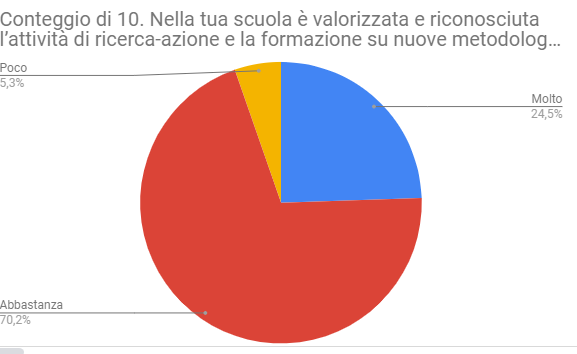 Conteggio di 10. Nella tua scuola è valorizzata e riconosciuta
l'attività di ricerca-azione e la formazione su nuove metodolog…
Poco
5,3%
Molto
24,5%
Abbastanza
70,2%